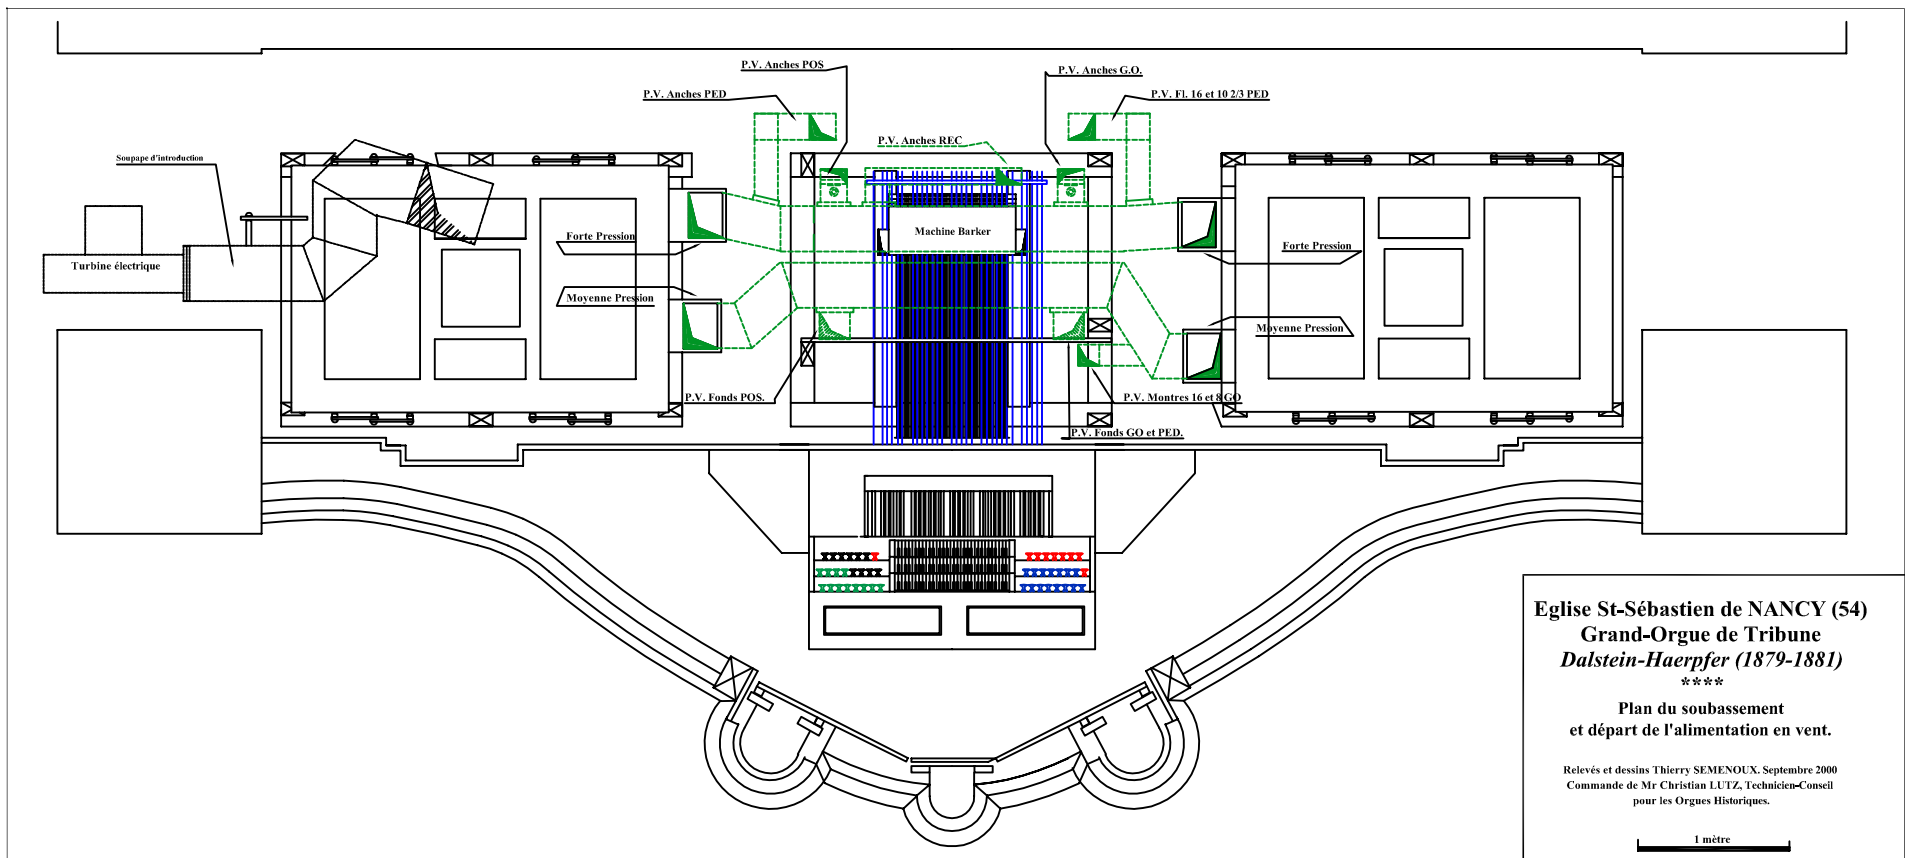 P.V. Anches POS
P.V. Anches G.O.
P.V. Anches PED
P.V. Fl. 16 et 10 2/3 PED
P.V. Anches REC
Soupape d'introduction
Turbine électrique
Forte Pression
Machine Barker
Forte Pression
Moyenne Pression
Moyenne Pression
P.V. Fonds POS.
P.V. Montres 16 et 8 GO
P.V. Fonds GO et PED.
Eglise St-Sébastien de NANCY (54)
Grand-Orgue de Tribune
Dalstein-Haerpfer (1879-1881)
****
Plan du soubassement
et départ de l'alimentation en vent.
Relevés et dessins Thierry SEMENOUX. Septembre 2000
Commande de Mr Christian LUTZ, Technicien-Conseil
pour les Orgues Historiques.
1 mètre